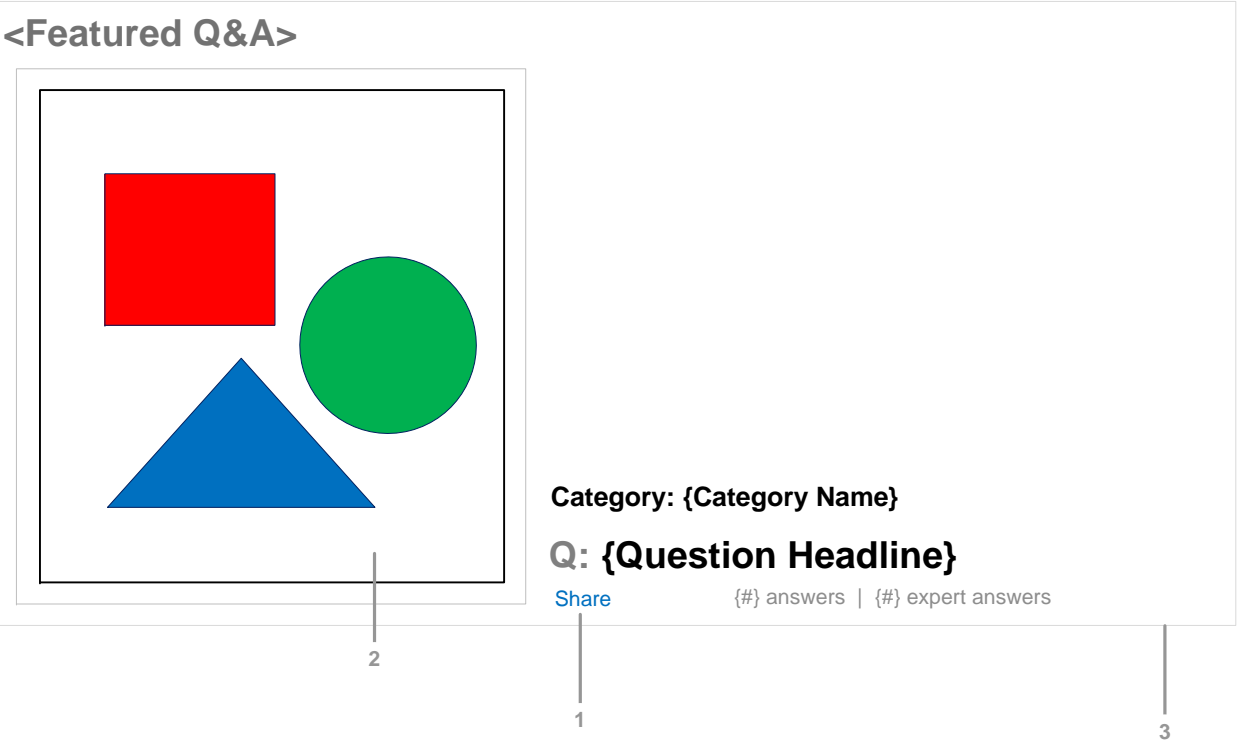 <Featured Q&A>
Category: {Category Name}
Q: {Question Headline}
Share
{#} answers | {#} expert answers
2
1
3